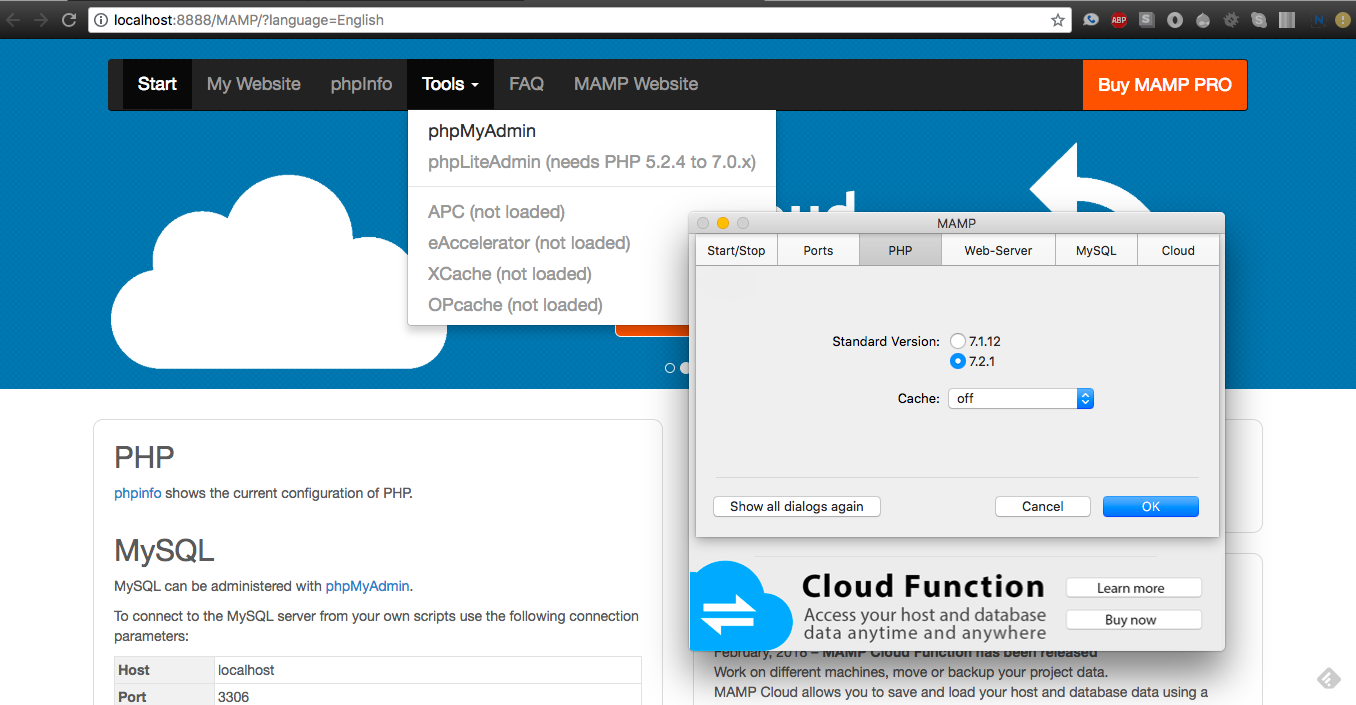 localhost:8888/MAMP/?language=English
ABP
S
N
Start
My Website
phpInfo
Tools
FAQ
MAMP Website
Buy MAMP PRO
phpMyAdmin
phpLiteAdmin (needs PHP 5.2.4 to 7.0.x)
APC (not loaded)
eAccelerator (not loaded)
XCache (not loaded)
OPcache (not loaded)
MAMP
Start/Stop
Ports
PHP
Web-Server
MySQL
Cloud
Standard Version:
7.1.12
7.2.1
Cache:
off
Show all dialogs again
Cancel
OK
Cloud Function
Access your host and database
data anytime and anywhere
Learn more
Buy now
PHP
phpinfo shows the current configuration of PHP.
MySQL
MySQL can be administered with phpMyAdmin.
To connect to the MySQL server from your own scripts use the following connection
parameters:
Host localhost
Port 3306
February, 2018 – MAMP Cloud Function has been released
Work on different machines, move or backup your project data.
MAMP Cloud allows you to save and load your host and database data using a